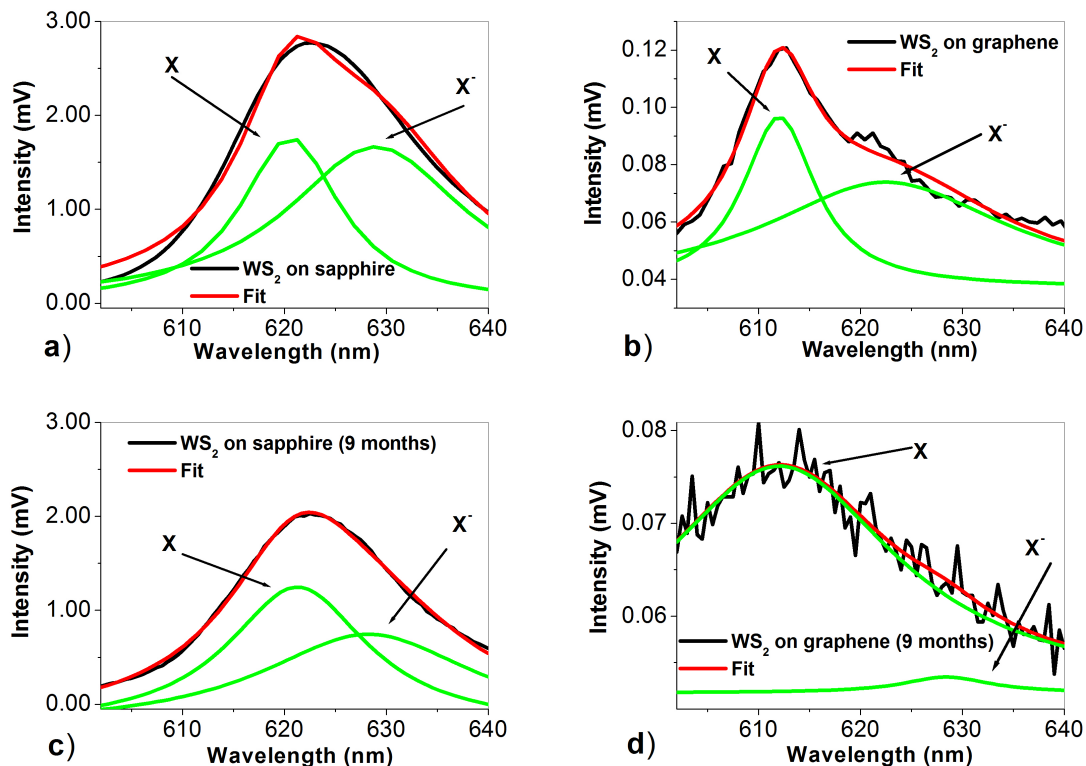 3.00
2.00
1.00
0.00
Intensity (mV)
X
X⁻
WS₂ on sapphire
Fit
610 620 630 640
Wavelength (nm)
a)
0.12
0.10
0.08
0.06
0.04
Intensity (mV)
WS₂ on graphene
Fit
X
X⁻
610 620 630 640
Wavelength (nm)
b)
3.00
2.00
1.00
0.00
Intensity (mV)
WS₂ on sapphire (9 months)
Fit
X
X⁻
610 620 630 640
Wavelength (nm)
c)
0.08
0.07
0.06
Intensity (mV)
X
X⁻
WS₂ on graphene (9 months)
Fit
610 620 630 640
Wavelength (nm)
d)